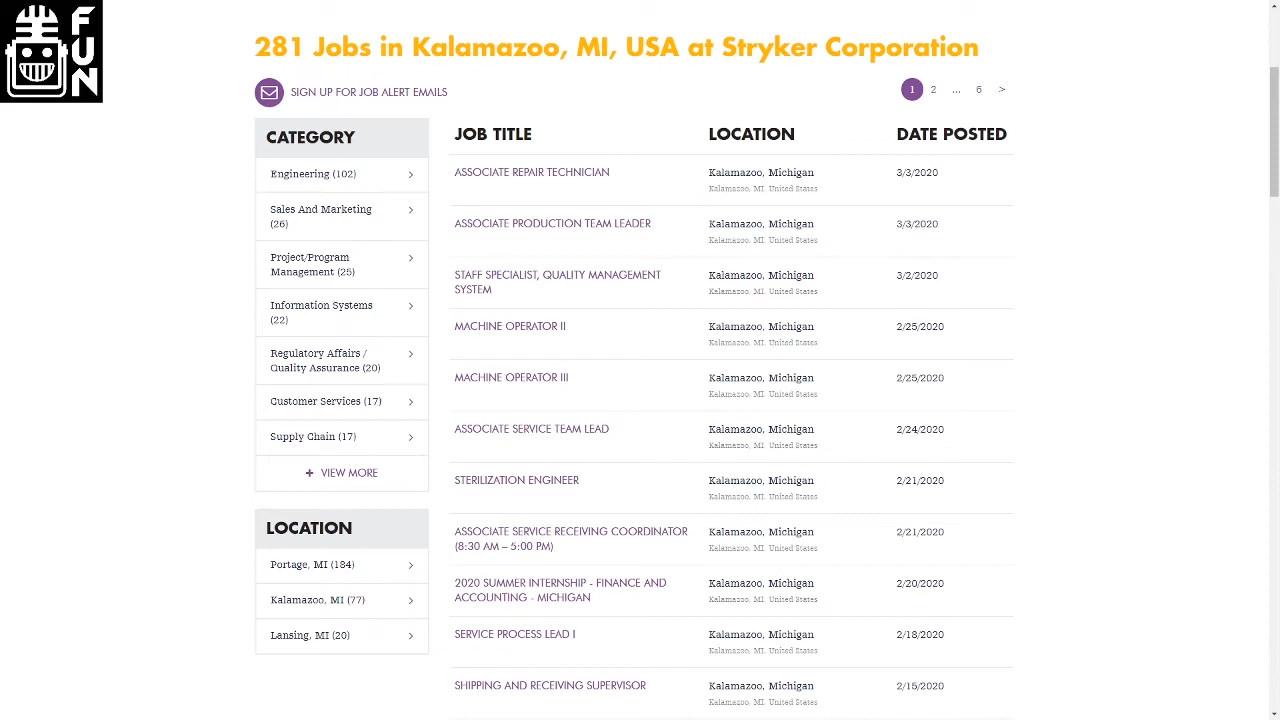 FUN
281 Jobs in Kalamazoo, MI, USA at Stryker Corporation
SIGN UP FOR JOB ALERT EMAILS
1 2 ... 6 >
CATEGORY
Engineering (102)
Sales And Marketing
(26)
Project/Program
Management (25)
Information Systems
(22)
Regulatory Affairs /
Quality Assurance (20)
Customer Services (17)
Supply Chain (17)
+ VIEW MORE
LOCATION
Portage, MI (184)
Kalamazoo, MI (77)
Lansing, MI (20)
JOB TITLE LOCATION DATE POSTED
ASSOCIATE REPAIR TECHNICIAN Kalamazoo, Michigan 3/3/2020
Kalamazoo, MI, United States
ASSOCIATE PRODUCTION TEAM LEADER Kalamazoo, Michigan 3/3/2020
Kalamazoo, MI, United States
STAFF SPECIALIST, QUALITY MANAGEMENT Kalamazoo, Michigan 3/2/2020
SYSTEM Kalamazoo, MI, United States
MACHINE OPERATOR II Kalamazoo, Michigan 2/25/2020
Kalamazoo, MI, United States
MACHINE OPERATOR III Kalamazoo, Michigan 2/25/2020
Kalamazoo, MI, United States
ASSOCIATE SERVICE TEAM LEAD Kalamazoo, Michigan 2/24/2020
Kalamazoo, MI, United States
STERILIZATION ENGINEER Kalamazoo, Michigan 2/21/2020
Kalamazoo, MI, United States
ASSOCIATE SERVICE RECEIVING COORDINATOR Kalamazoo, Michigan 2/21/2020
(8:30 AM – 5:00 PM) Kalamazoo, MI, United States
2020 SUMMER INTERNSHIP - FINANCE AND Kalamazoo, Michigan 2/20/2020
ACCOUNTING - MICHIGAN Kalamazoo, MI, United States
SERVICE PROCESS LEAD I Kalamazoo, Michigan 2/18/2020
Kalamazoo, MI, United States
SHIPPING AND RECEIVING SUPERVISOR Kalamazoo, Michigan 2/15/2020
Kalamazoo, MI, United States